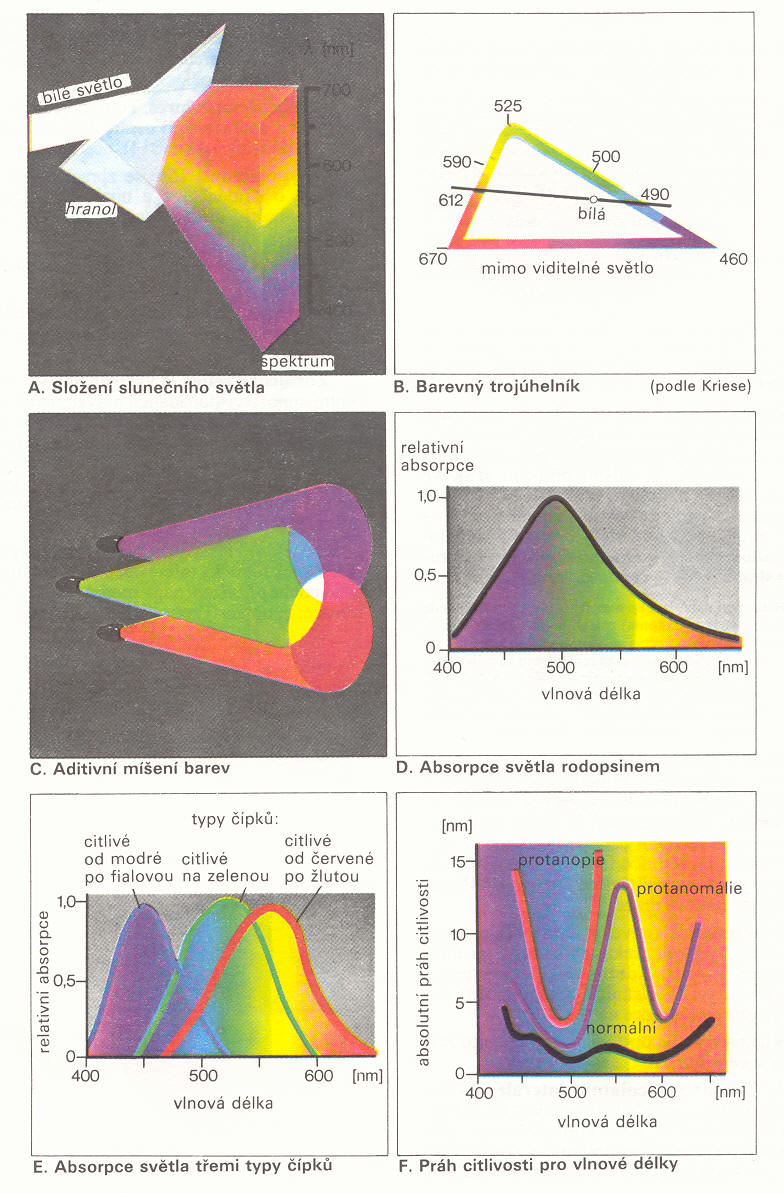 λ [nm]
bílé světlo
700
600
hranol
500
400
spektrum
A. Složení slunečního světla
525
590
500
612
490
bílá
670
460
mimo viditelné světlo
B. Barevný trojúhelník
(podle Kriese)
C. Aditivní míšení barev
relativní
absorpce
1,0
0,5
0
400
500
600
[nm]
vlnová délka
D. Absorpce světla rodopsinem
typy čípků:
citlivé
od modré
po fialovou
citlivé
na zelenou
citlivé
od červené
po žlutou
relativní absorpce
1,0
0,5
0
400
500
600
[nm]
vlnová délka
E. Absorpce světla třemi typy čípků
[nm]
absolutní práh citlivosti
15
10
5
0
protanopie
protanomálie
normální
400
500
600
[nm]
vlnová délka
F. Práh citlivosti pro vlnové délky